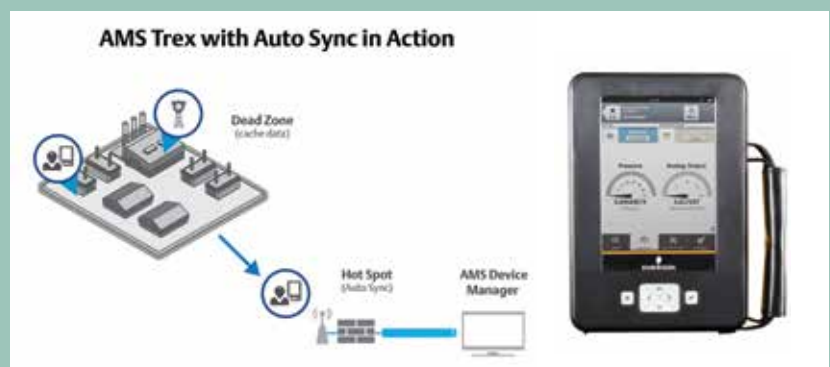 AMS Trex with Auto Sync in Action
Dead Zone
(cache data)
Hot Spot
(Auto Sync)
AMS Device
Manager
Pressure
Analog Output
EMERSON